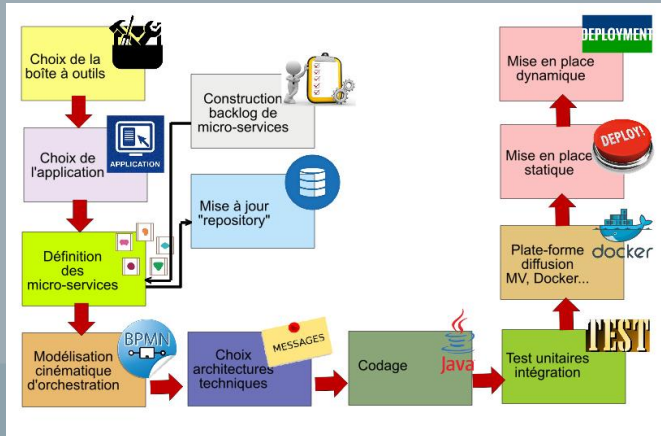 Choix de la
boîte à outils
Choix de
l'application
APPLICATION
Définition
des
micro-services
Construction
backlog de
micro-services
Mise à jour
"repository"
Modélisation
cinématique
d'orchestration
BPMN
Choix
architectures
techniques
MESSAGES
Codage
Java
Test unitaires
intégration
TEST
Plate-forme
diffusion
MV, Docker...
docker
Mise en place
statique
DEPLOY!
Mise en place
dynamique
DEPLOYMENT